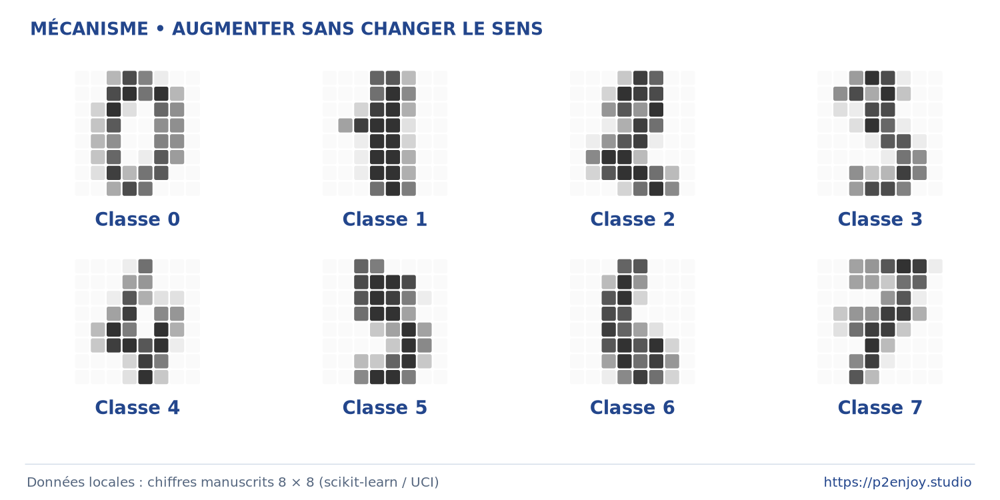 MÉCANISME • AUGMENTER SANS CHANGER LE SENS
Classe 0
Classe 1
Classe 2
Classe 3
Classe 4
Classe 5
Classe 6
Classe 7
Données locales : chiffres manuscrits 8 × 8 (scikit-learn / UCI)
https://p2enjoy.studio